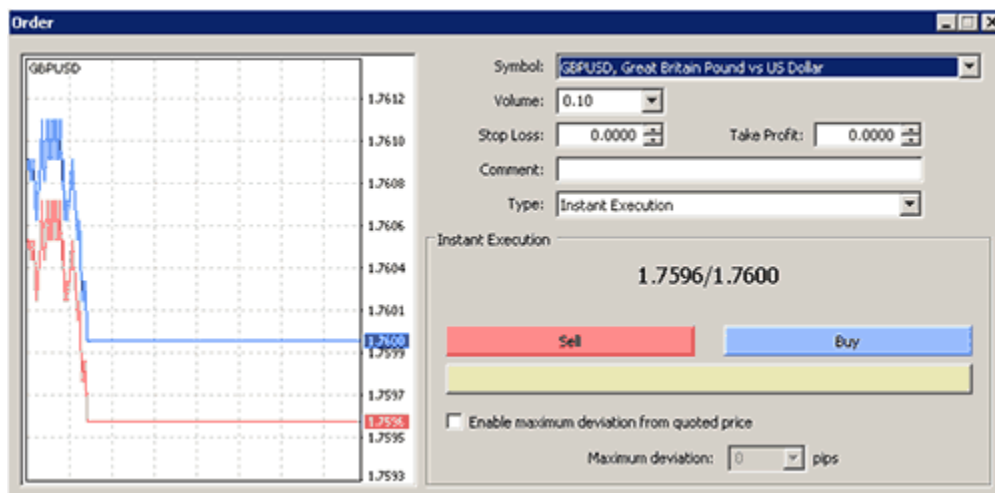 Order
GBPUSD
1.7612
1.7610
1.7608
1.7606
1.7604
1.7601
1.7600
1.7599
1.7597
1.7596
1.7595
1.7593
Symbol: GBPUSD, Great Britain Pound vs US Dollar
Volume: 0.10
Stop Loss: 0.0000 Take Profit: 0.0000
Comment:
Type: Instant Execution
Instant Execution
1.7596/1.7600
Sell Buy
Enable maximum deviation from quoted price
Maximum deviation: 0 pips